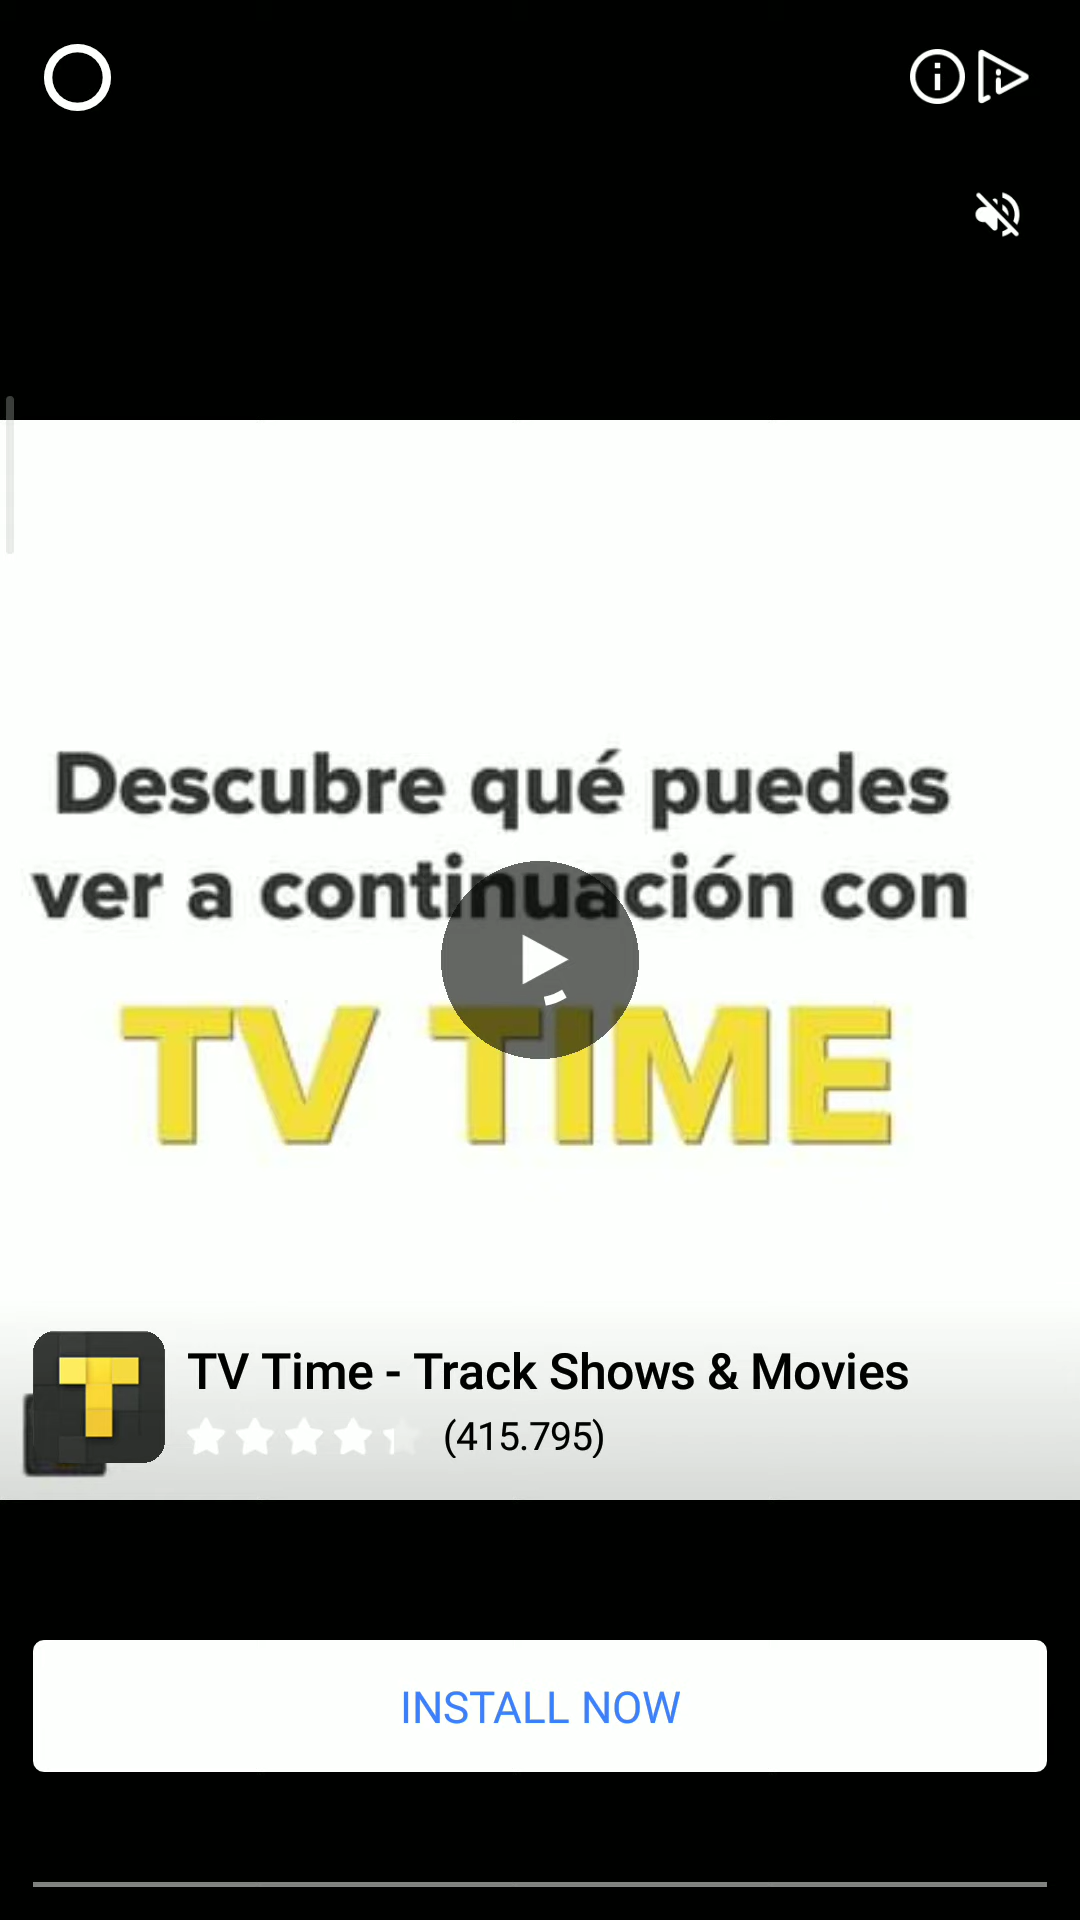 Descubre qué puedes
ver a continuación con
TV TIME
TV Time - Track Shows & Movies
(415.795)
INSTALL NOW